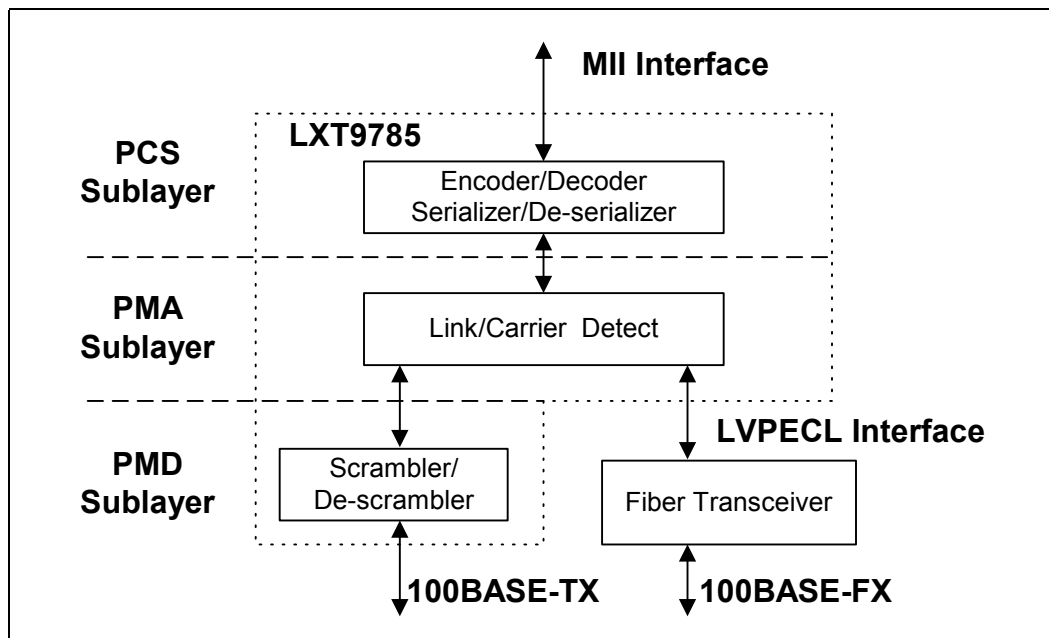 MII Interface
LXT9785
PCS
Sublayer
Encoder/Decoder
Serializer/De-serializer
PMA
Sublayer
Link/Carrier Detect
LVPECL Interface
PMD
Sublayer
Scrambler/
De-scrambler
Fiber Transceiver
100BASE-TX
100BASE-FX